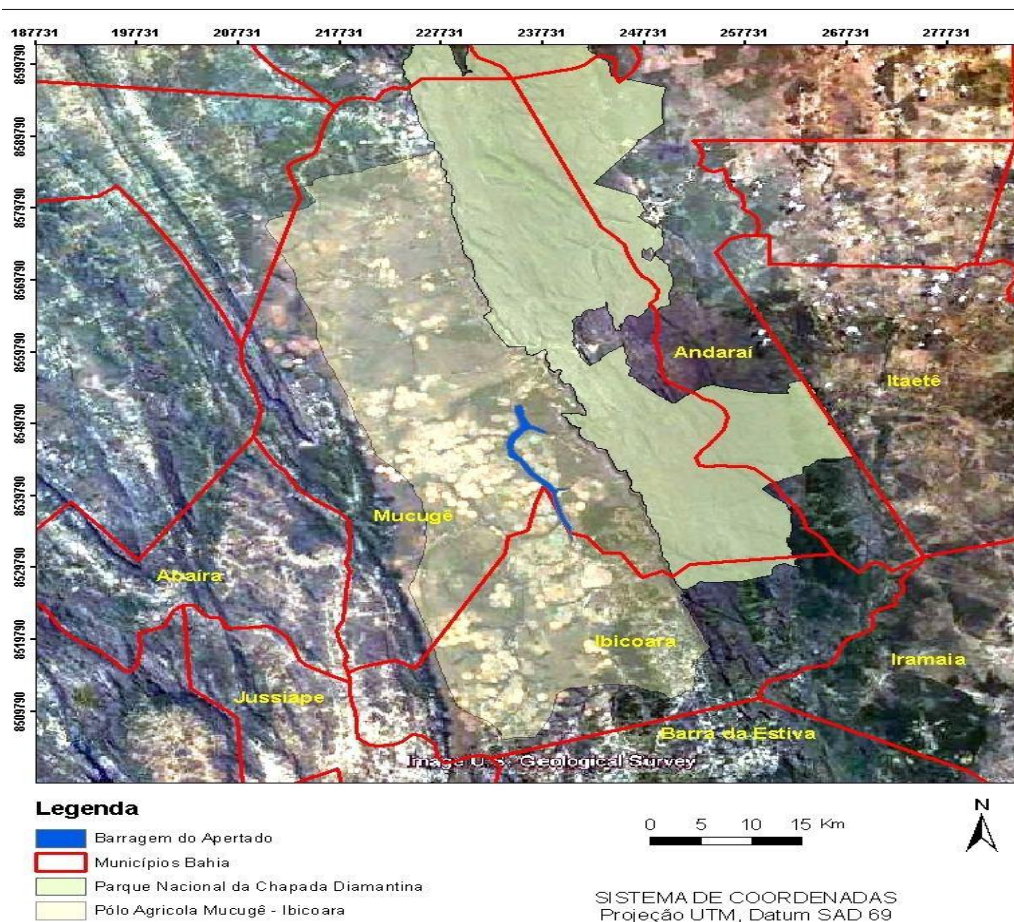 187731 197731 207731 217731 227731 237731 247731 257731 267731 277731
8599790
8589790
8579790
8569790
8559790
8549790
8539790
8529790
8519790
8509790
Andaraí
Itaetê
Mucugê
Abaíra
Ibicoara
Iramaia
Jussiape
Barra da Estiva
Image U.S. Geological Survey
Legenda
Barragem do Apertado
Municípios Bahia
Parque Nacional da Chapada Diamantina
Pólo Agricola Mucugê - Ibicoara
0 5 10 15 Km
N
SISTEMA DE COORDENADAS
Projeção UTM, Datum SAD 69